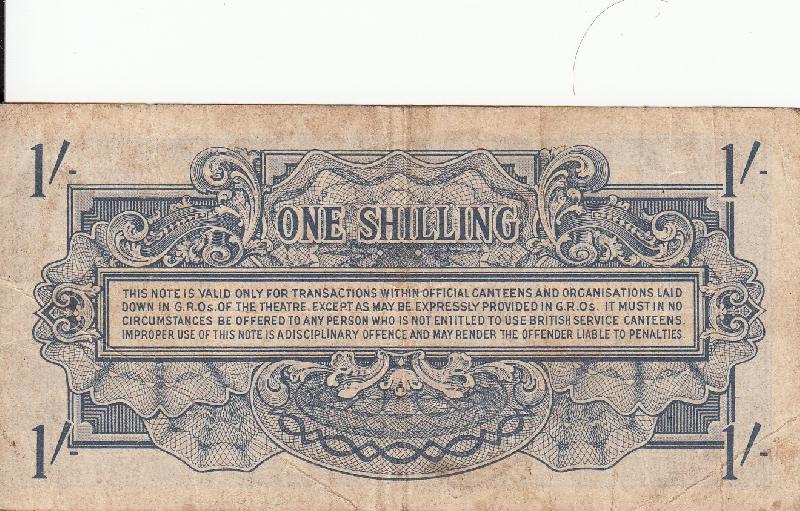 1/- 1/-
ONE SHILLING
THIS NOTE IS VALID ONLY FOR TRANSACTIONS WITHIN OFFICIAL CANTEENS AND ORGANISATIONS LAID
DOWN IN G.R.Os. OF THE THEATRE. EXCEPT AS MAY BE EXPRESSLY PROVIDED IN G.R.Os. IT MUST IN NO
CIRCUMSTANCES BE OFFERED TO ANY PERSON WHO IS NOT ENTITLED TO USE BRITISH SERVICE CANTEENS.
IMPROPER USE OF THIS NOTE IS A DISCIPLINARY OFFENCE AND MAY RENDER THE OFFENDER LIABLE TO PENALTIES
1/- 1/-